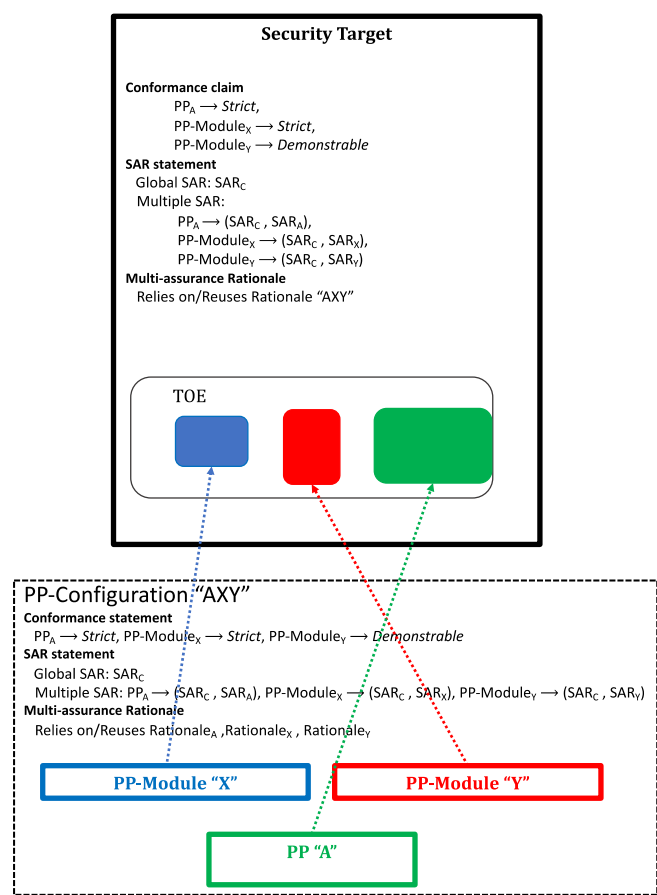 Security Target
Conformance claim
PPA ⟶ Strict,
PP-ModuleX ⟶ Strict,
PP-ModuleY ⟶ Demonstrable
SAR statement
Global SAR: SARC
Multiple SAR:
PPA ⟶ (SARC , SARA),
PP-ModuleX ⟶ (SARC , SARX),
PP-ModuleY ⟶ (SARC , SARY)
Multi-assurance Rationale
Relies on/Reuses Rationale “AXY”
TOE
PP-Configuration “AXY”
Conformance statement
PPA ⟶ Strict, PP-ModuleX ⟶ Strict, PP-ModuleY ⟶ Demonstrable
SAR statement
Global SAR: SARC
Multiple SAR: PPA ⟶ (SARC , SARA), PP-ModuleX ⟶ (SARC , SARX), PP-ModuleY ⟶ (SARC , SARY)
Multi-assurance Rationale
Relies on/Reuses RationaleA ,RationaleX , RationaleY
PP-Module “X”
PP-Module “Y”
PP “A”